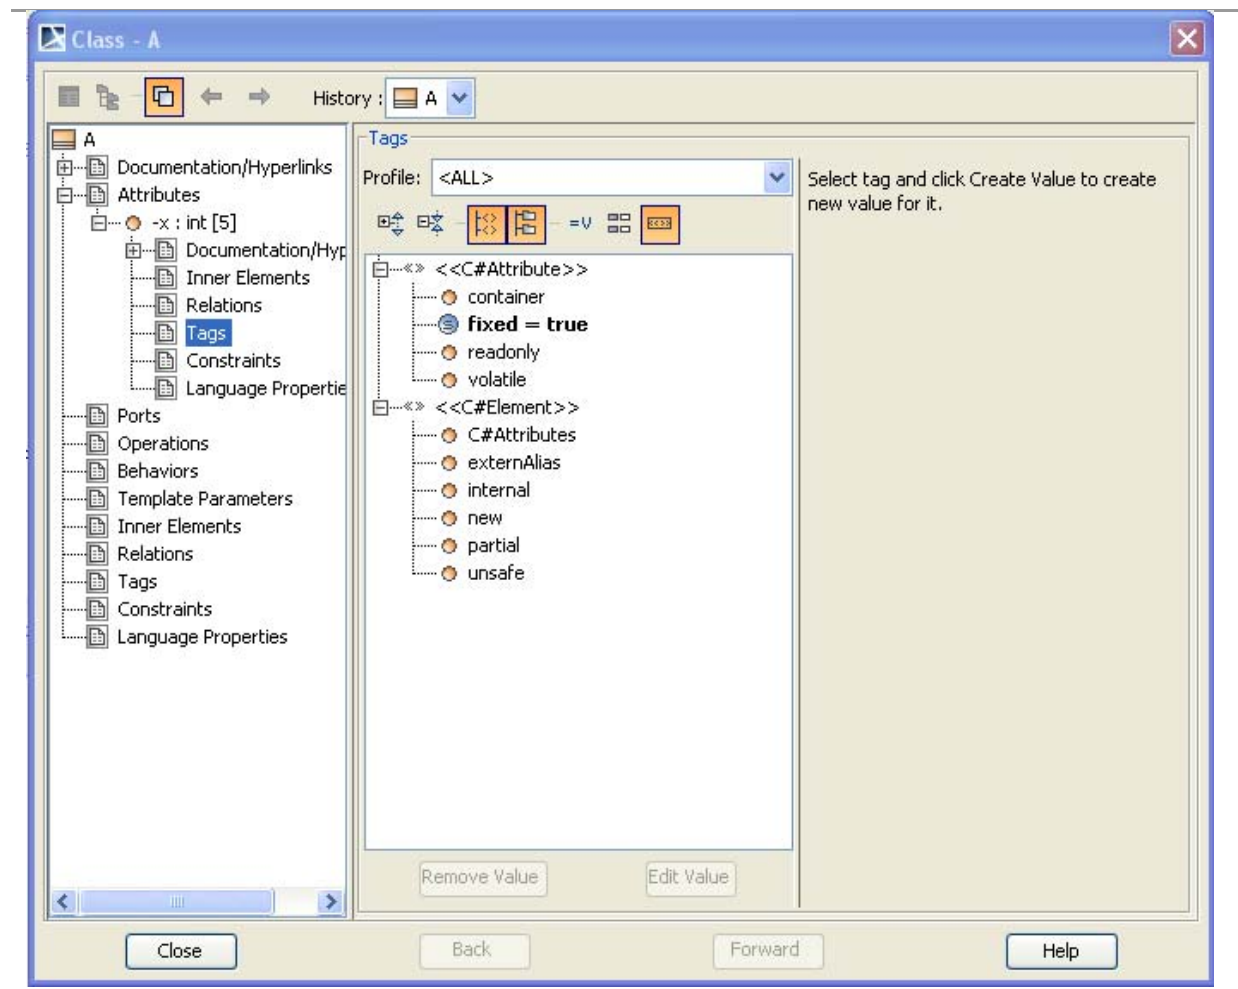 Class - A
History : A
A
Documentation/Hyperlinks
Attributes
-x : int [5]
Documentation/Hyp
Inner Elements
Relations
Tags
Constraints
Language Propertie
Ports
Operations
Behaviors
Template Parameters
Inner Elements
Relations
Tags
Constraints
Language Properties
Tags
Profile: <ALL>
=V
«» <<C#Attribute>>
container
fixed = true
readonly
volatile
«» <<C#Element>>
C#Attributes
externAlias
internal
new
partial
unsafe
Remove Value Edit Value
Select tag and click Create Value to create
new value for it.
Close Back Forward Help